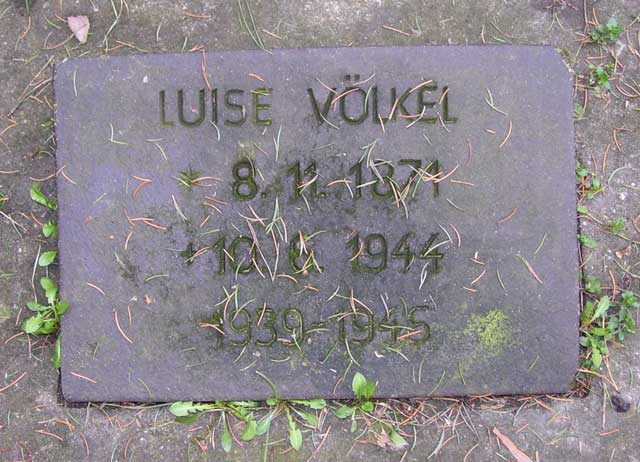 LUISE VÖLKEL
* 8. 11. 1871
+ 10. 6. 1944
1939-1945